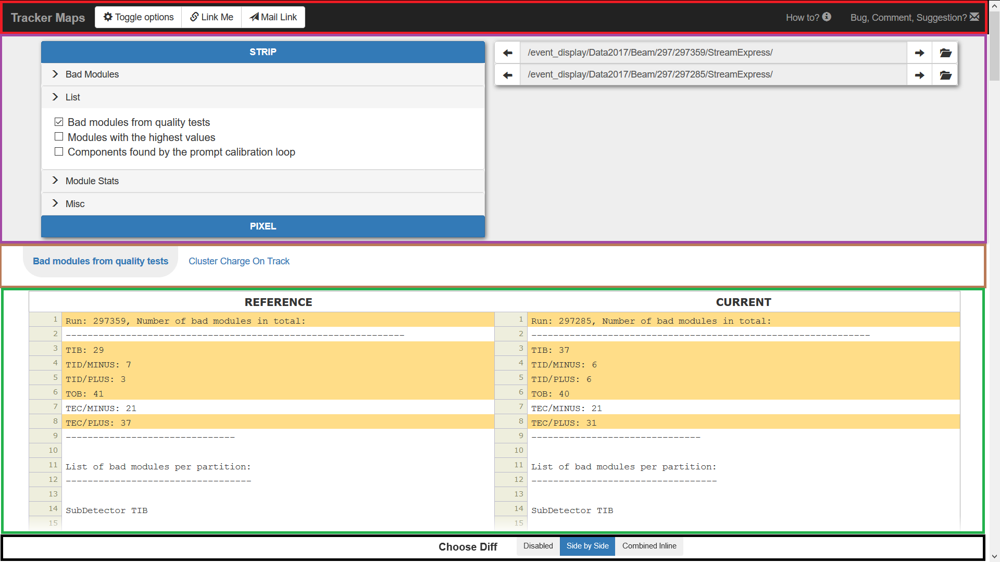 Tracker Maps Toggle options Link Me Mail Link How to? Bug, Comment, Suggestion?
STRIP
Bad Modules
List
Bad modules from quality tests
Modules with the highest values
Components found by the prompt calibration loop
Module Stats
Misc
PIXEL
/event_display/Data2017/Beam/297/297359/StreamExpress/
/event_display/Data2017/Beam/297/297285/StreamExpress/
Bad modules from quality tests Cluster Charge On Track
REFERENCE
1 Run: 297359, Number of bad modules in total:
2 --------------------------------------------------------------
3 TIB: 29
4 TID/MINUS: 7
5 TID/PLUS: 3
6 TOB: 41
7 TEC/MINUS: 21
8 TEC/PLUS: 37
9 -------------------------------
10
11 List of bad modules per partition:
12 ----------------------------------
13
14 SubDetector TIB
15
CURRENT
1 Run: 297285, Number of bad modules in total:
2 --------------------------------------------------------------
3 TIB: 37
4 TID/MINUS: 6
5 TID/PLUS: 6
6 TOB: 40
7 TEC/MINUS: 21
8 TEC/PLUS: 31
9 -------------------------------
10
11 List of bad modules per partition:
12 ----------------------------------
13
14 SubDetector TIB
15
Choose Diff Disabled Side by Side Combined Inline